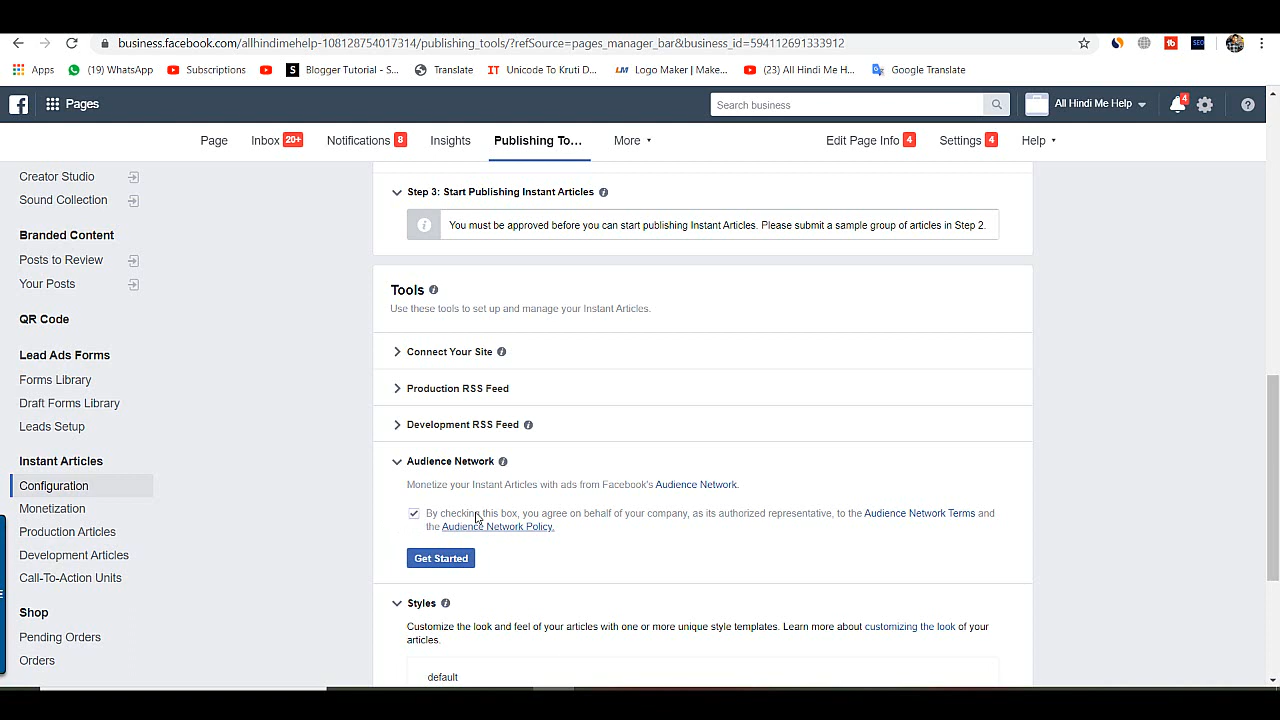 business.facebook.com/allhindimehelp-108128754017314/publishing_tools/?refSource=pages_manager_bar&business_id=594112691333912
Apps
(19) WhatsApp
Subscriptions
Blogger Tutorial - S...
Translate
Unicode To Kruti D...
Logo Maker | Make...
(23) All Hindi Me H...
Google Translate
Pages
Search business
All Hindi Me Help
4
Page
Inbox 20+
Notifications 8
Insights
Publishing To...
More
Edit Page Info 4
Settings 4
Help
Creator Studio
Sound Collection
Branded Content
Posts to Review
Your Posts
QR Code
Lead Ads Forms
Forms Library
Draft Forms Library
Leads Setup
Instant Articles
Configuration
Monetization
Production Articles
Development Articles
Call-To-Action Units
Shop
Pending Orders
Orders
Step 3: Start Publishing Instant Articles
You must be approved before you can start publishing Instant Articles. Please submit a sample group of articles in Step 2.
Tools
Use these tools to set up and manage your Instant Articles.
Connect Your Site
Production RSS Feed
Development RSS Feed
Audience Network
Monetize your Instant Articles with ads from Facebook's Audience Network.
By checking this box, you agree on behalf of your company, as its authorized representative, to the Audience Network Terms and
the Audience Network Policy.
Get Started
Styles
Customize the look and feel of your articles with one or more unique style templates. Learn more about customizing the look of your
articles.
default